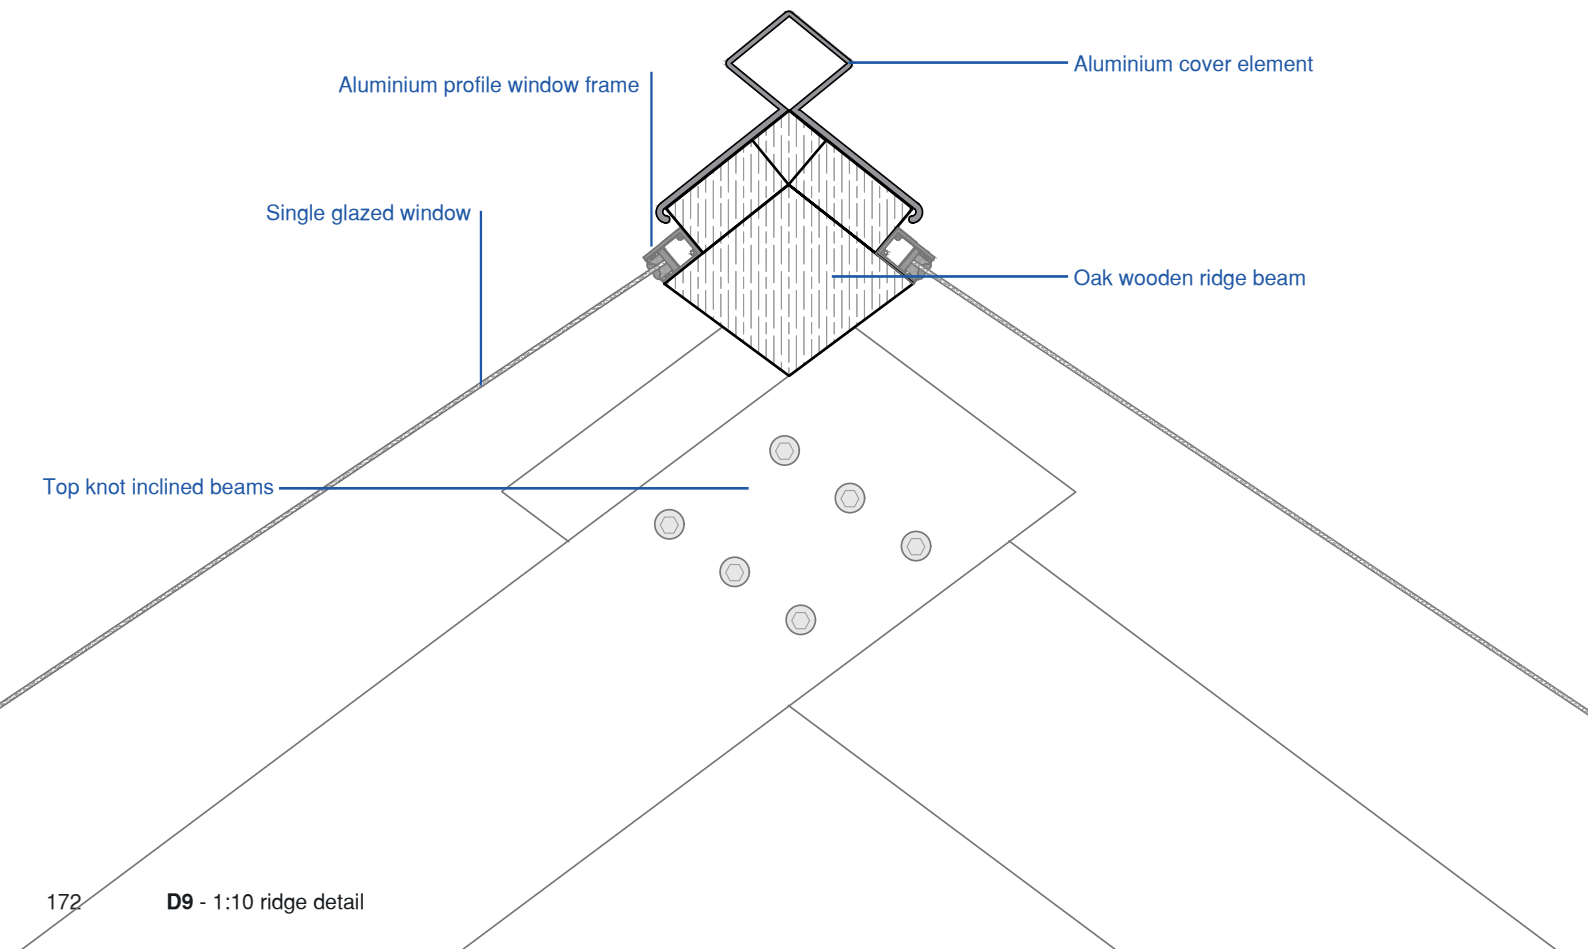 Aluminium cover element
Aluminium profile window frame
Single glazed window
Oak wooden ridge beam
Top knot inclined beams
172
D9 - 1:10 ridge detail